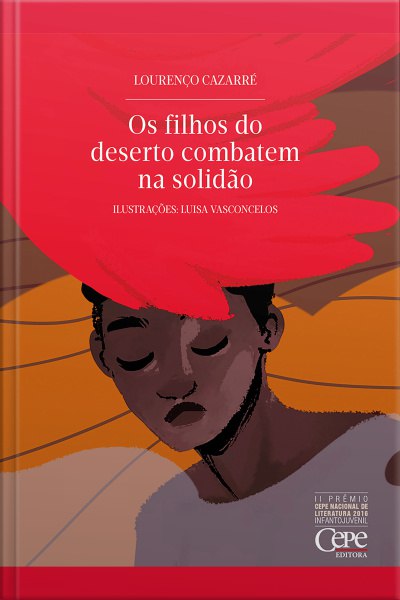 LOURENÇO CAZARRÉ
Os filhos do
deserto combatem
na solidão
ILUSTRAÇÕES: LUISA VASCONCELOS
II PRÊMIO
CEPE NACIONAL DE
LITERATURA 2016
INFANTOJUVENIL
Cepe
EDITORA